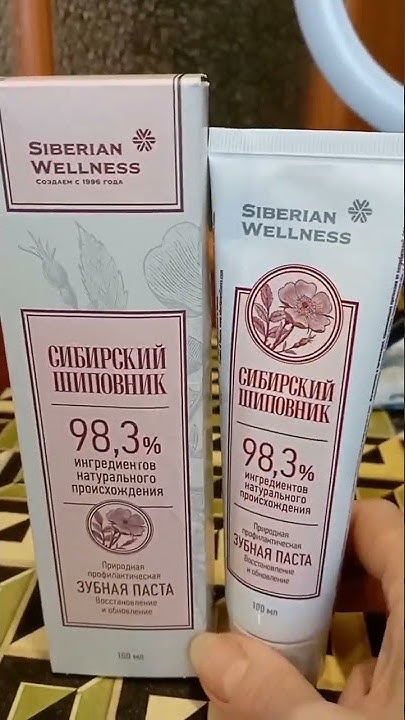 SIBERIAN
WELLNESS
СОЗДАЕМ С 1996 ГОДА
СИБИРСКИЙ
ШИПОВНИК
98,3%
ингредиентов
натурального
происхождения
Природная
профилактическая
ЗУБНАЯ ПАСТА
Восстановление
и обновление
100 мл
SIBERIAN
WELLNESS
СИБИРСКИЙ
ШИПОВНИК
98,3%
ингредиентов
натурального
происхождения
Природная
профилактическая
ЗУБНАЯ ПАСТА
Восстановление
и обновление
100 мл